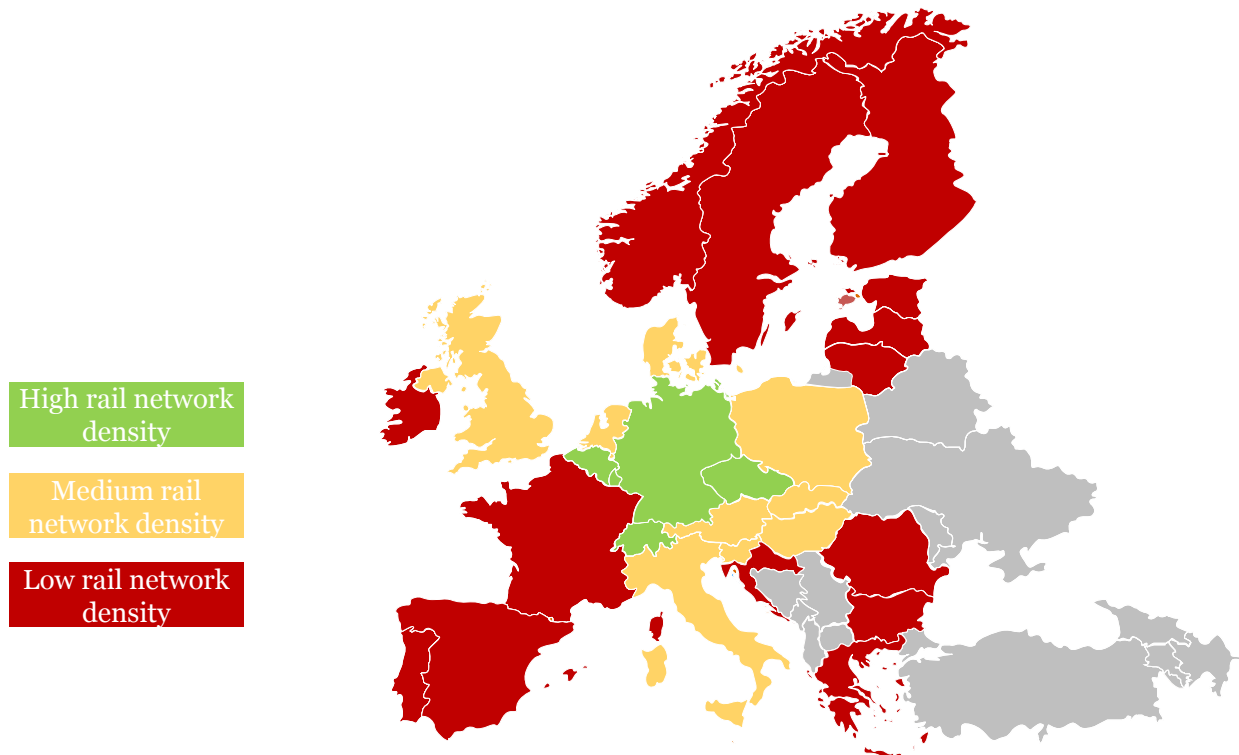 High rail network
density
Medium rail
network density
Low rail network
density